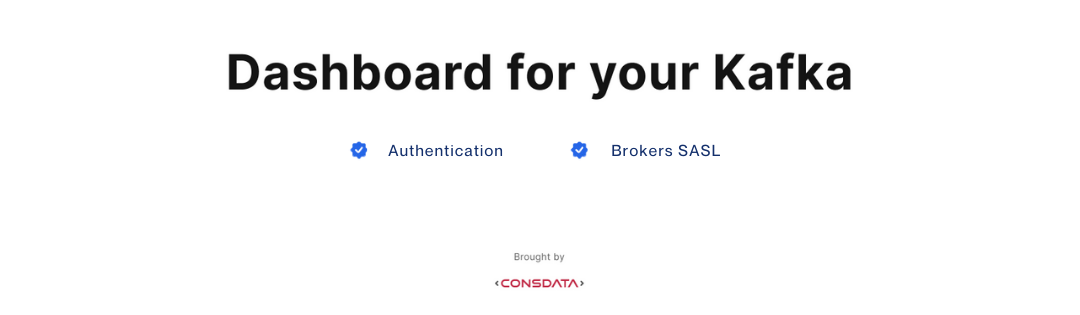 Dashboard for your Kafka
Authentication Brokers SASL
Brought by
‹CONSDATA›